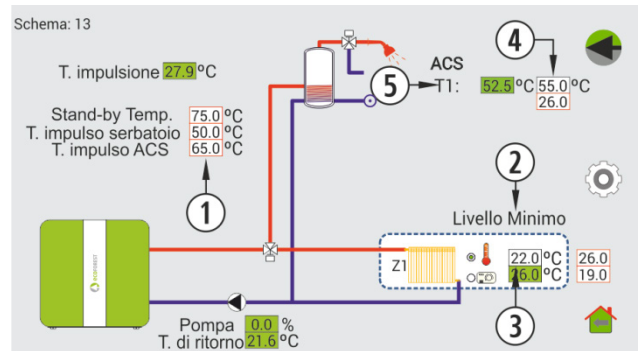 Schema: 13
T. impulsione 27.9 ºC
Stand-by Temp. 75.0 ºC
T. impulso serbatoio 50.0 ºC
T. impulso ACS 65.0 ºC
1
ACS
4
5
T1: 52.5 ºC 55.0 ºC
26.0
2
Livello Minimo
Z1
22.0 ºC 26.0
26.0 ºC 19.0
3
ECOFOREST
Pompa 0.0 %
T. di ritorno 21.6 ºC